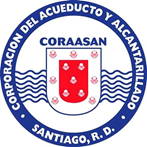 CORPORACION DEL ACUEDUCTO Y ALCANTARILLADO
CORAASAN
• SANTIAGO, R. D. •